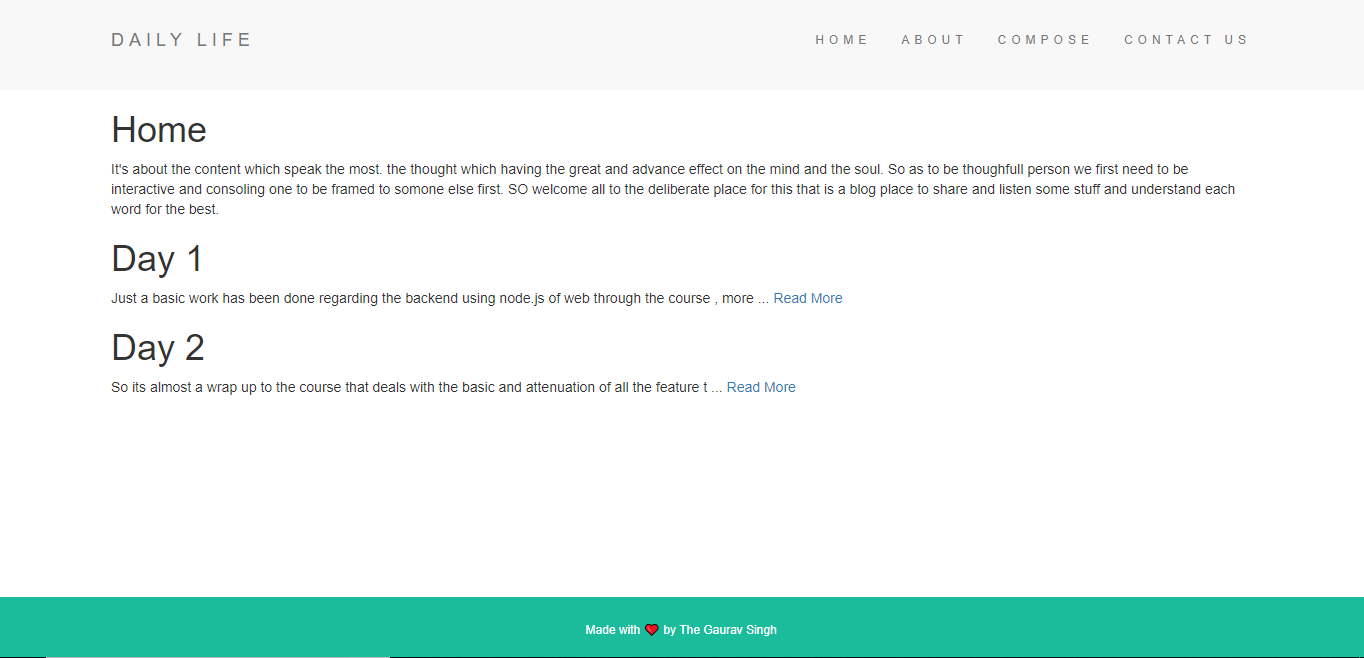 DAILY LIFE
HOME ABOUT COMPOSE CONTACT US
Home
It's about the content which speak the most. the thought which having the great and advance effect on the mind and the soul. So as to be thoughtfull person we first need to be
interactive and consoling one to be framed to somone else first. SO welcome all to the deliberate place for this that is a blog place to share and listen some stuff and understand each
word for the best.
Day 1
Just a basic work has been done regarding the backend using node.js of web through the course , more ... Read More
Day 2
So its almost a wrap up to the course that deals with the basic and attenuation of all the feature t ... Read More
Made with ❤ by The Gaurav Singh